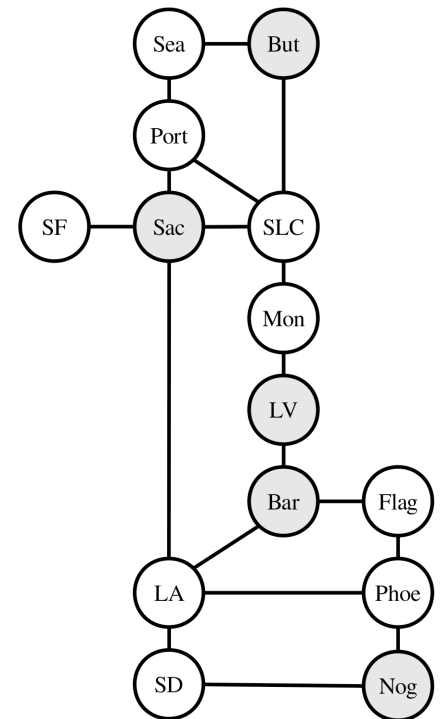 Sea
But
Port
SF
Sac
SLC
Mon
LV
Bar
Flag
LA
Phoe
SD
Nog